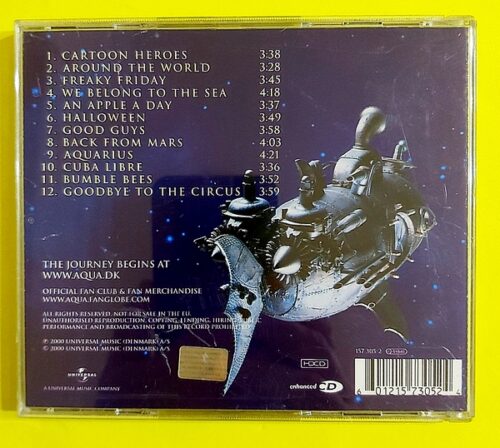 1. CARTOON HEROES 3:38
2. AROUND THE WORLD 3:28
3. FREAKY FRIDAY 3:45
4. WE BELONG TO THE SEA 4:18
5. AN APPLE A DAY 3:37
6. HALLOWEEN 3:49
7. GOOD GUYS 3:58
8. BACK FROM MARS 4:03
9. AQUARIUS 4:21
10. CUBA LIBRE 3:36
11. BUMBLE BEES 3:52
12. GOODBYE TO THE CIRCUS 3:59
THE JOURNEY BEGINS AT
WWW.AQUA.DK
OFFICIAL FAN CLUB & FAN MERCHANDISE
WWW.AQUA.FANGLOBE.COM
ALL RIGHTS RESERVED. NOT FOR SALE IN THE EU.
UNAUTHORISED REPRODUCTION, COPYING, LENDING, HIRING, PUBLIC
PERFORMANCE AND BROADCASTING OF THIS RECORD PROHIBITED
℗ 2000 UNIVERSAL MUSIC (DENMARK) A/S
© 2000 UNIVERSAL MUSIC (DENMARK) A/S
UNIVERSAL
A UNIVERSAL MUSIC COMPANY
HDCD
enhanced CD
157 305 2
4 01215 73052 4